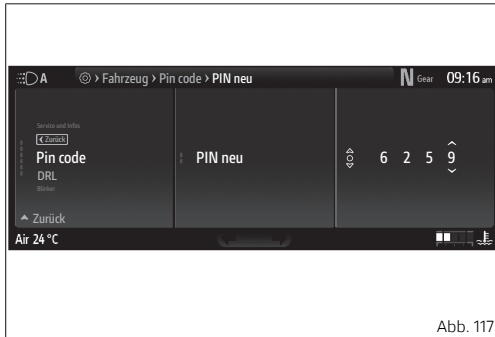 A Fahrzeug › Pin code › PIN neu N Gear 09:16 am
Service und Infos
Zurück
Pin code
DRL
Blinker
Zurück
PIN neu
6 2 5 9
Air 24 °C
Abb. 117